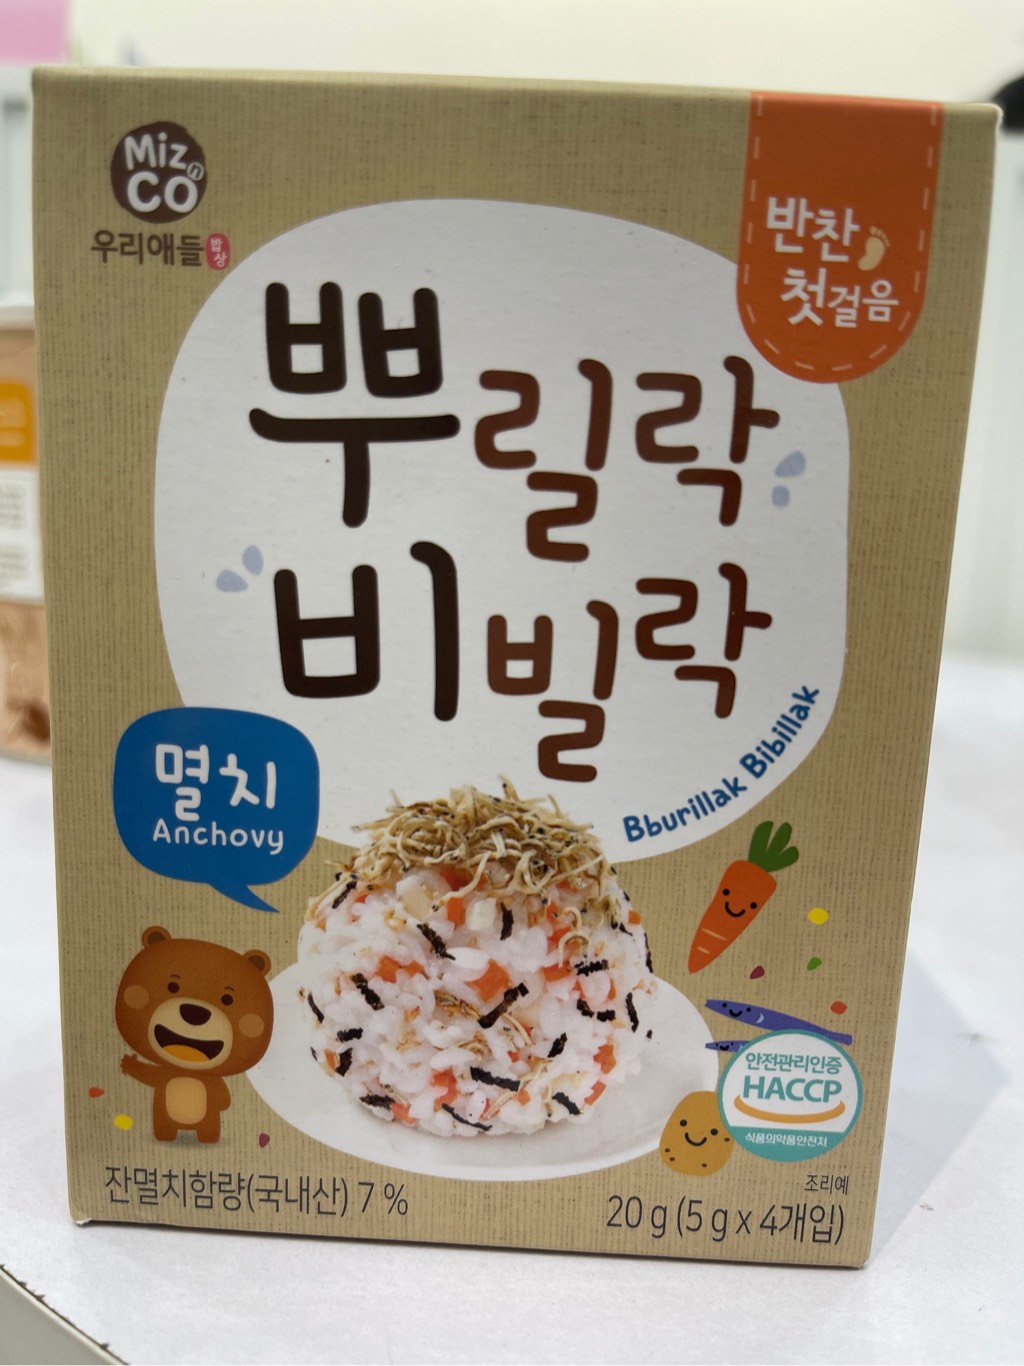 Miz n
CO
우리애들 밥상
반찬
첫걸음
뿌릴락
비빌락
Bburillak Bibillak
멸치
Anchovy
안전관리인증
HACCP
식품의약품안전처
조리예
잔멸치함량(국내산) 7 %
20 g (5 g x 4개입)